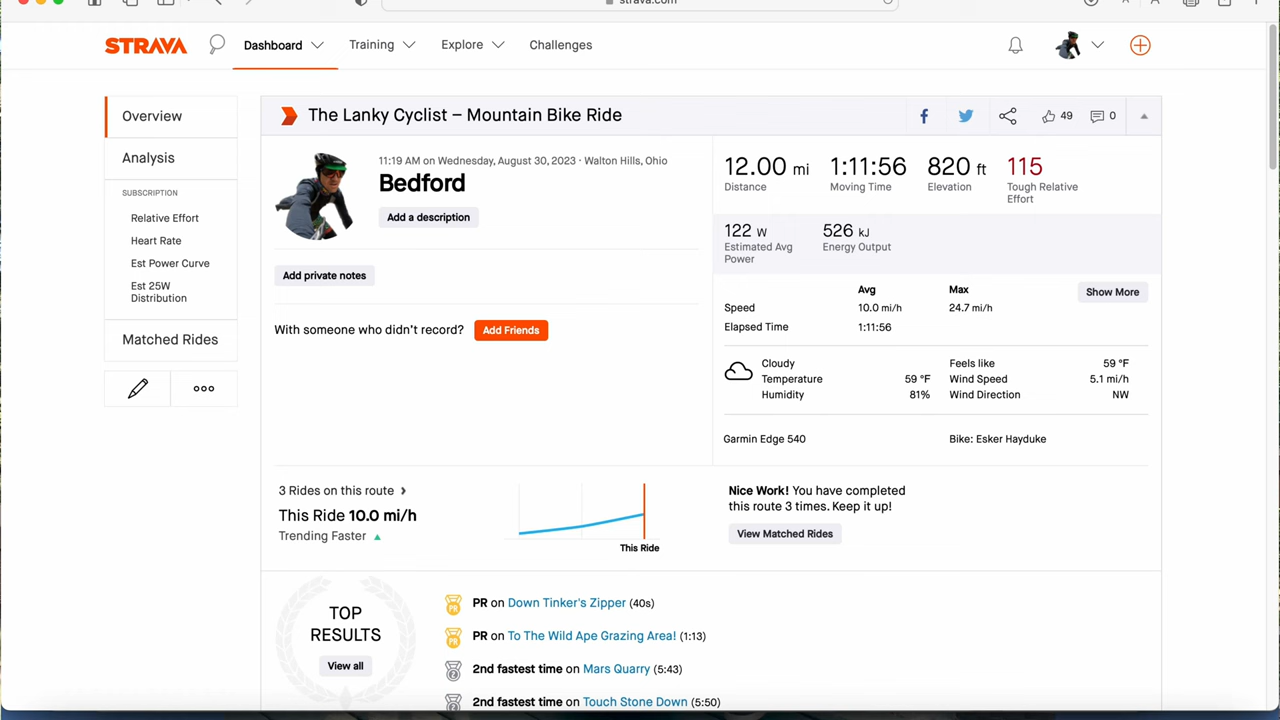 strava.com
STRAVA
Dashboard
Training
Explore
Challenges
Overview
Analysis
SUBSCRIPTION
Relative Effort
Heart Rate
Est Power Curve
Est 25W
Distribution
Matched Rides
The Lanky Cyclist – Mountain Bike Ride
49
0
11:19 AM on Wednesday, August 30, 2023 · Walton Hills, Ohio
Bedford
Add a description
Add private notes
With someone who didn't record? Add Friends
12.00 mi 1:11:56 820 ft 115
Distance Moving Time Elevation Tough Relative
Effort
122 W 526 kJ
Estimated Avg Energy Output
Power
Avg Max Show More
Speed 10.0 mi/h 24.7 mi/h
Elapsed Time 1:11:56
Cloudy Feels like 59 °F
Temperature 59 °F Wind Speed 5.1 mi/h
Humidity 81% Wind Direction NW
Garmin Edge 540 Bike: Esker Hayduke
3 Rides on this route
This Ride 10.0 mi/h
Trending Faster
This Ride
Nice Work! You have completed
this route 3 times. Keep it up!
View Matched Rides
TOP
RESULTS
View all
PR PR on Down Tinker's Zipper (40s)
PR PR on To The Wild Ape Grazing Area! (1:13)
2 2nd fastest time on Mars Quarry (5:43)
2 2nd fastest time on Touch Stone Down (5:50)